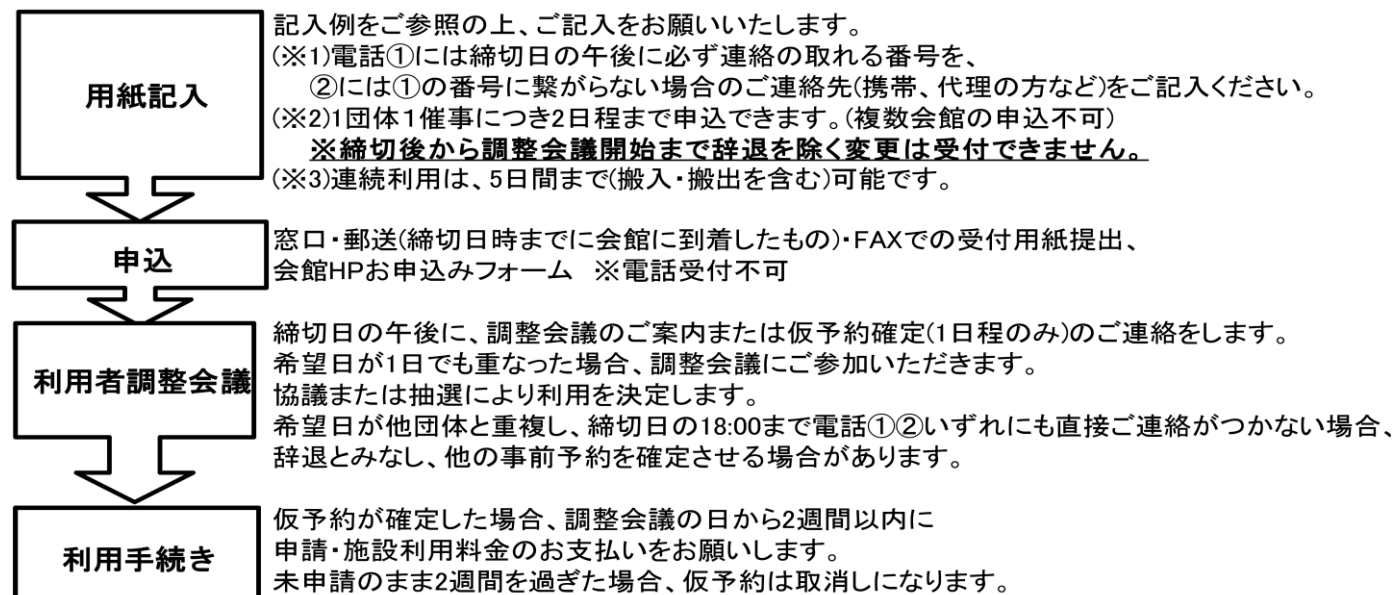 用紙記入
記入例をご参照の上、ご記入をお願いいたします。
(※1)電話①には締切日の午後に必ず連絡の取れる番号を、
②には①の番号に繋がらない場合のご連絡先(携帯、代理の方など)をご記入ください。
(※2)1団体1催事につき2日程まで申込できます。(複数会館の申込不可)
※締切後から調整会議開始まで辞退を除く変更は受付できません。
(※3)連続利用は、5日間まで(搬入・搬出を含む)可能です。
申込
窓口・郵送(締切日時までに会館に到着したもの)・FAXでの受付用紙提出、
会館HPお申込みフォーム ※電話受付不可
利用者調整会議
締切日の午後に、調整会議のご案内または仮予約確定(1日程のみ)のご連絡をします。
希望日が1日でも重なった場合、調整会議にご参加いただきます。
協議または抽選により利用を決定します。
希望日が他団体と重複し、締切日の18:00まで電話①②いずれにも直接ご連絡がつかない場合、
辞退とみなし、他の事前予約を確定させる場合があります。
利用手続き
仮予約が確定した場合、調整会議の日から2週間以内に
申請・施設利用料金のお支払いをお願いします。
未申請のまま2週間を過ぎた場合、仮予約は取消しになります。